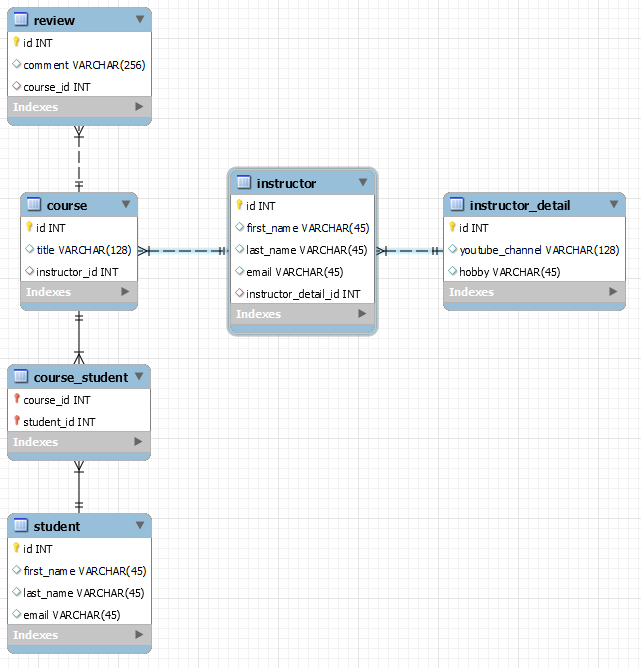 review
id INT
comment VARCHAR(256)
course_id INT
Indexes
course
id INT
title VARCHAR(128)
instructor_id INT
Indexes
instructor
id INT
first_name VARCHAR(45)
last_name VARCHAR(45)
email VARCHAR(45)
instructor_detail_id INT
Indexes
instructor_detail
id INT
youtube_channel VARCHAR(128)
hobby VARCHAR(45)
Indexes
course_student
course_id INT
student_id INT
Indexes
student
id INT
first_name VARCHAR(45)
last_name VARCHAR(45)
email VARCHAR(45)
Indexes